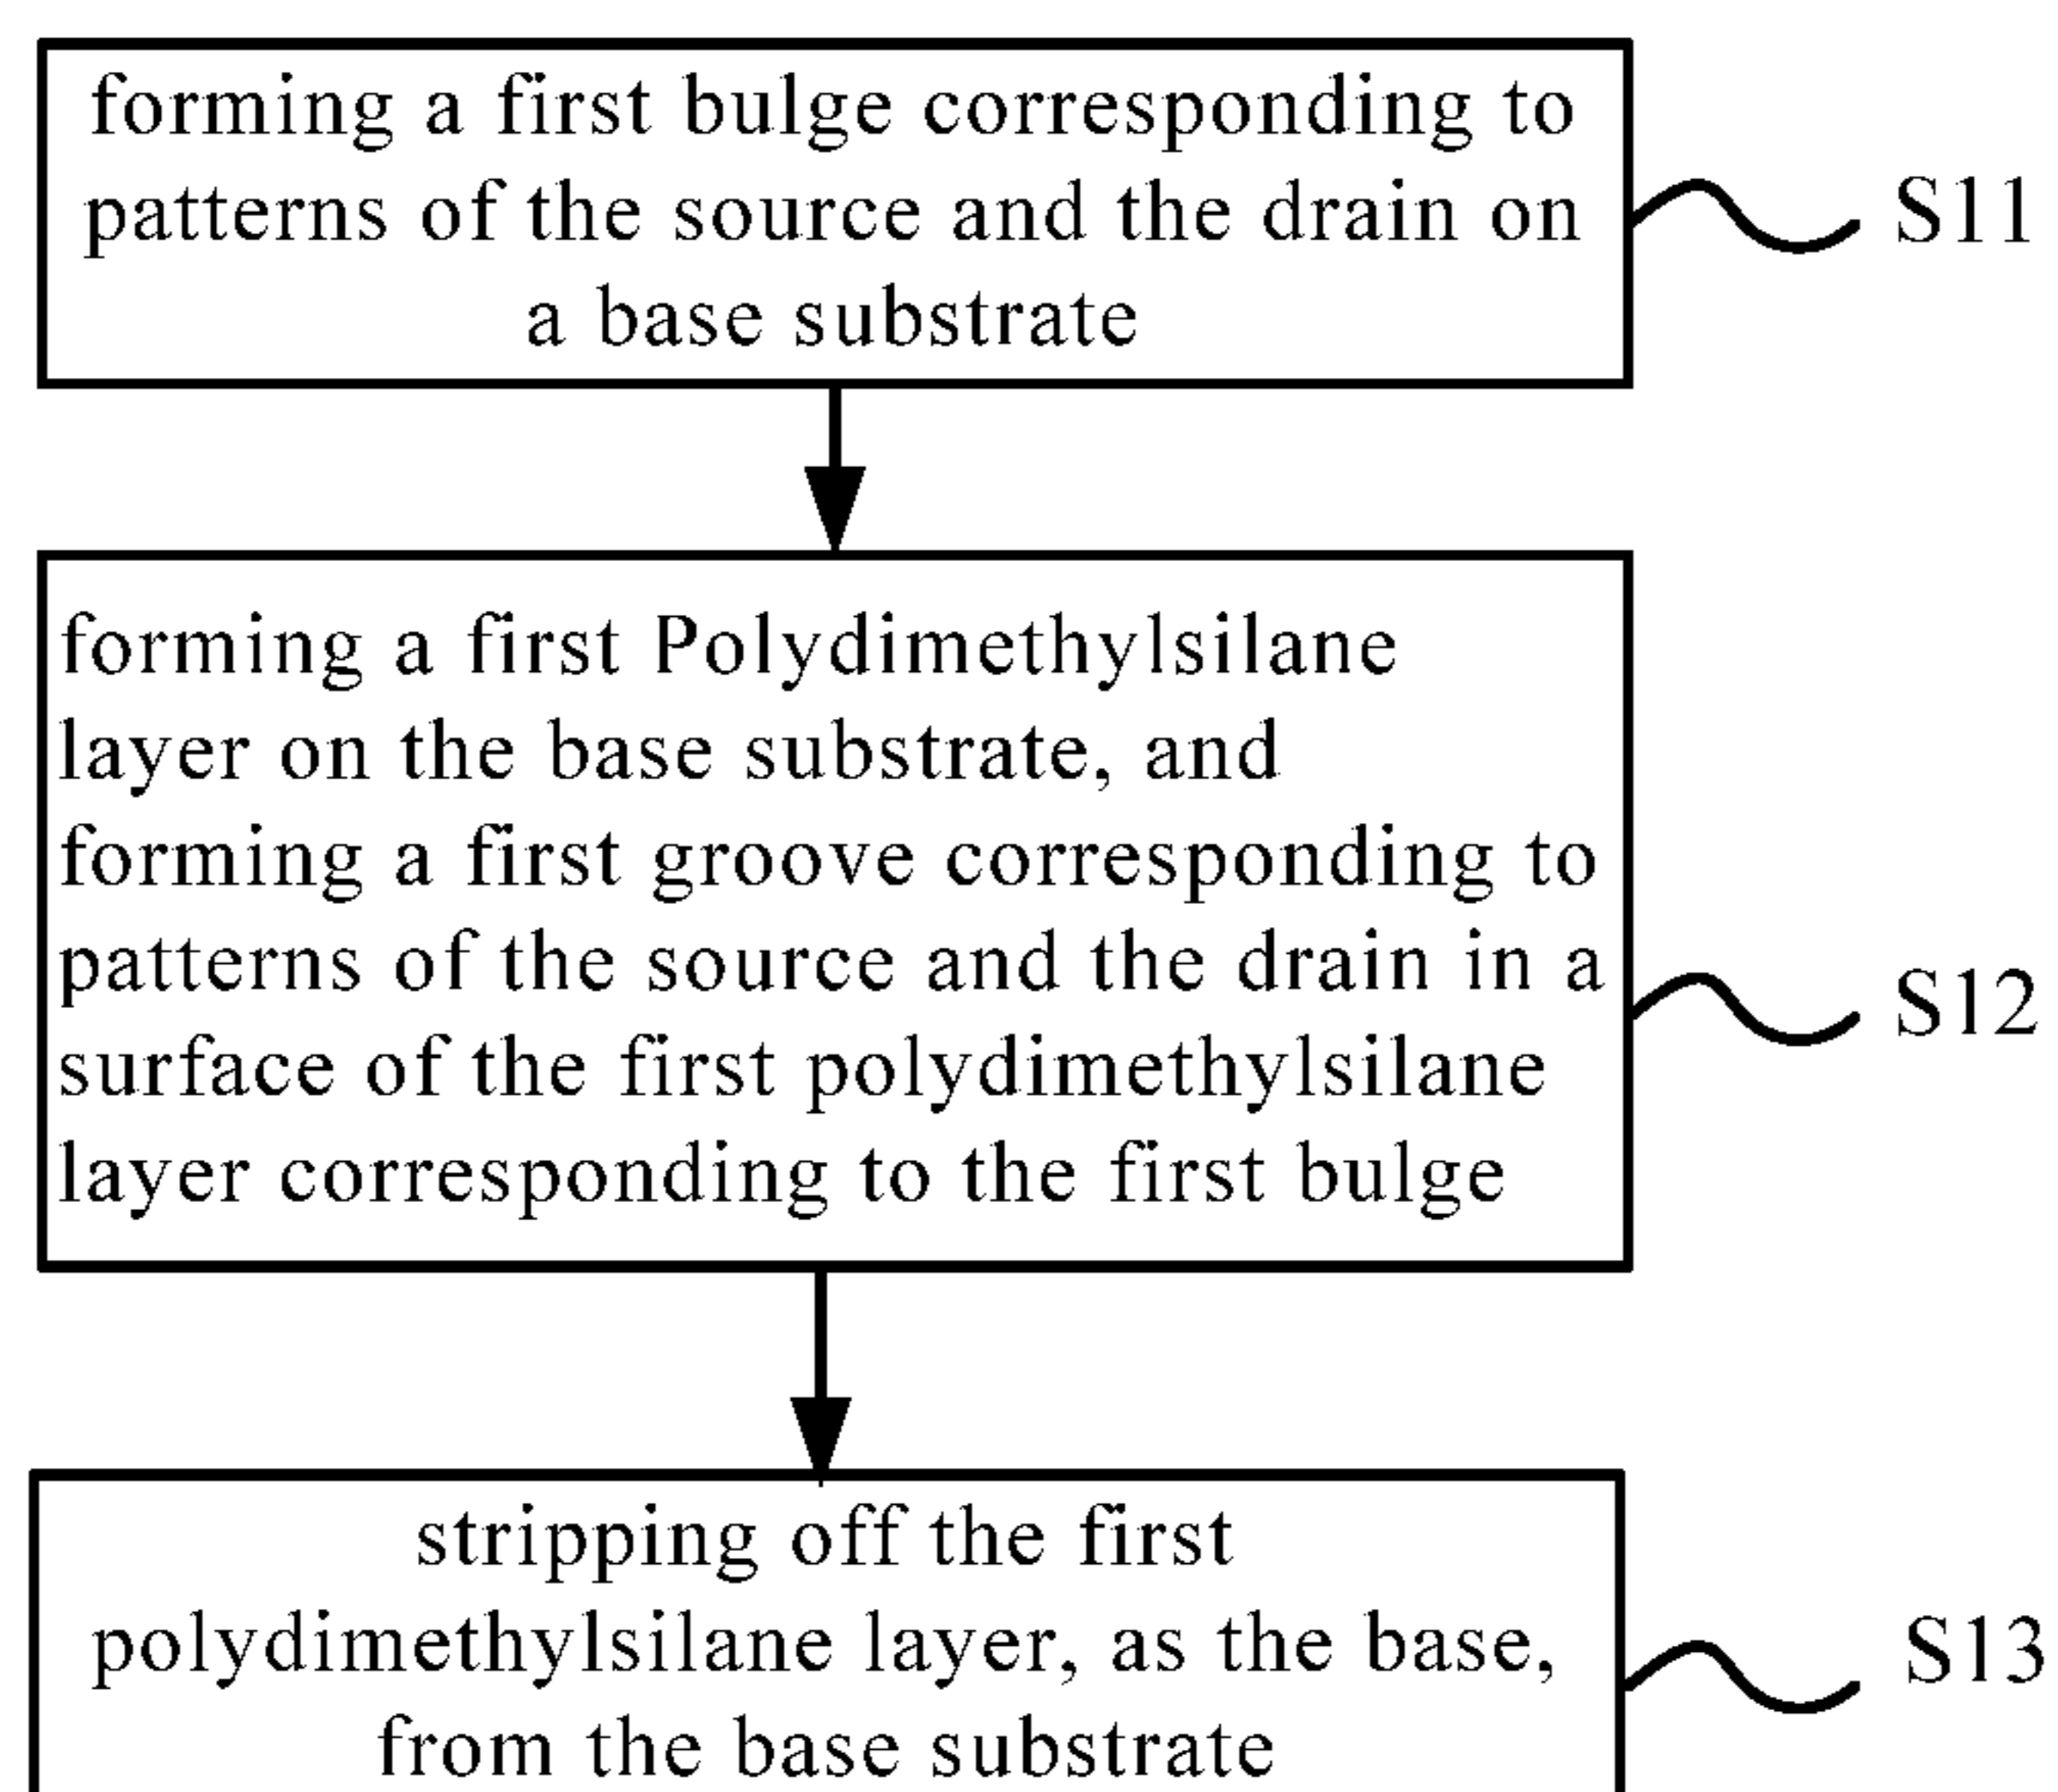 forming a first bulge corresponding to
patterns of the source and the drain on
a base substrate
S11
forming a first Polydimethylsilane
layer on the base substrate, and
forming a first groove corresponding to
patterns of the source and the drain in a
surface of the first polydimethylsilane
layer corresponding to the first bulge
S12
stripping off the first
polydimethylsilane layer, as the base,
from the base substrate
S13